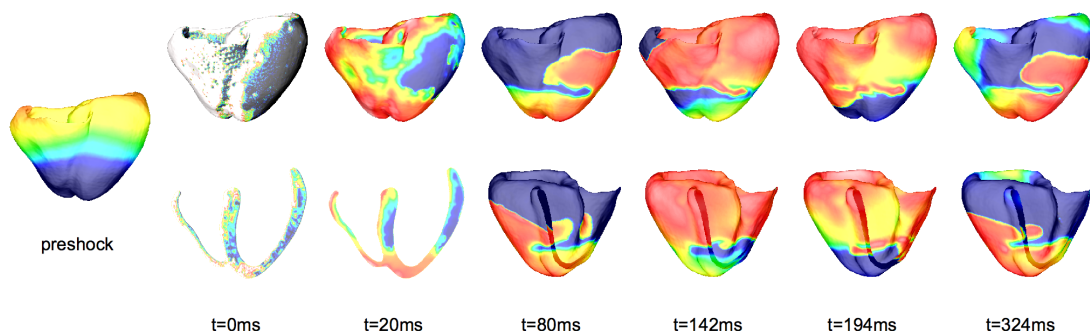 preshock
t=0ms
t=20ms
t=80ms
t=142ms
t=194ms
t=324ms